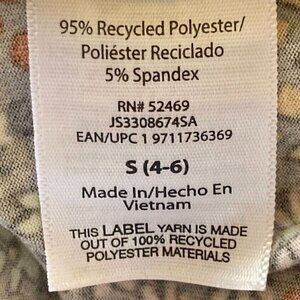 95% Recycled Polyester/
Poliéster Reciclado
5% Spandex
RN# 52469
JS3308674SA
EAN/UPC 1 9711736369
S (4-6)
Made In/Hecho En
Vietnam
THIS LABEL YARN IS MADE
OUT OF 100% RECYCLED
POLYESTER MATERIALS